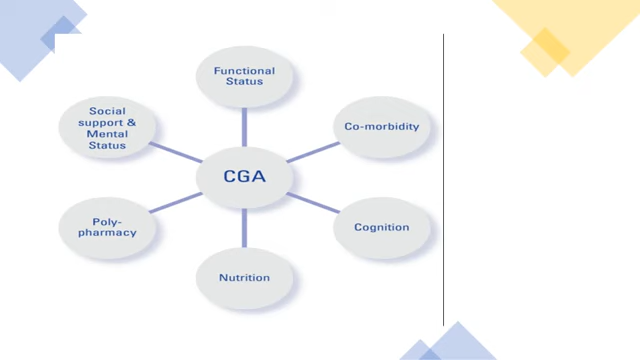 Functional
Status
Social
support &
Mental
Status
Co-morbidity
CGA
Poly-
pharmacy
Cognition
Nutrition